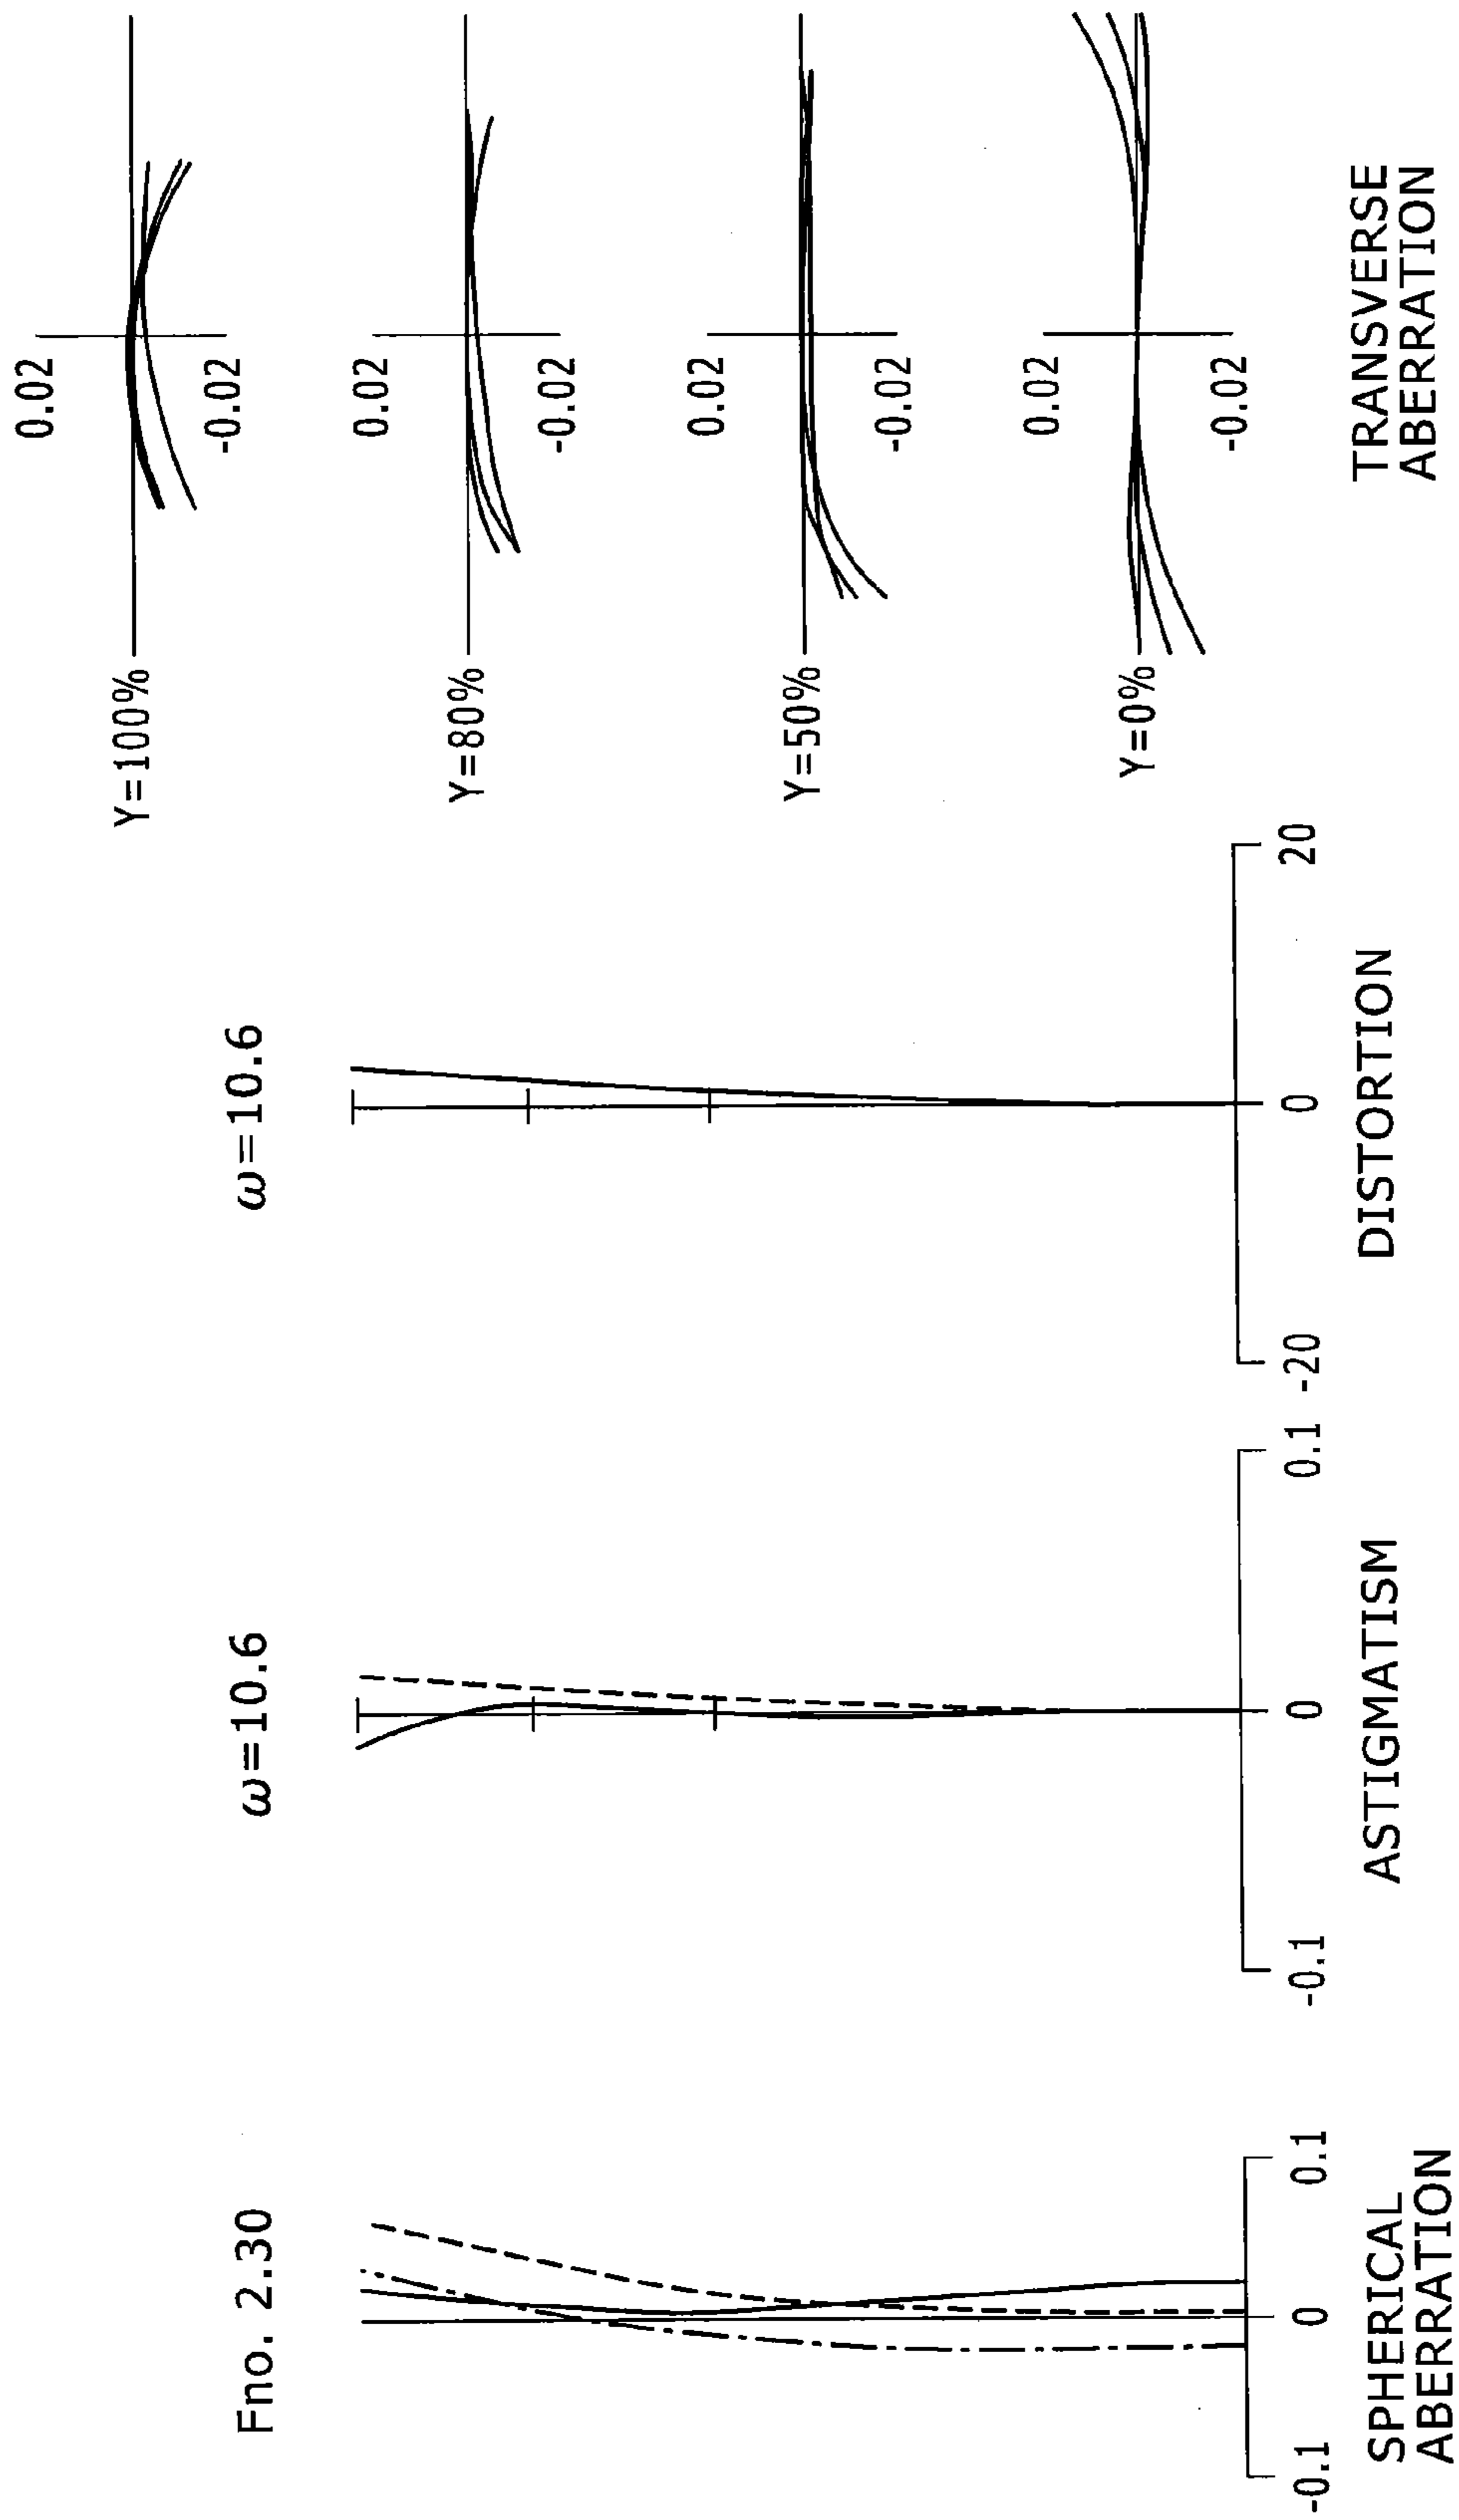 Fno. 2.30
-0.1
0
0.1
SPHERICAL
ABERRATION
ω=10.6
-0.1
0
0.1
ASTIGMATISM
ω=10.6
-20
0
20
DISTORTION
Y=100%
0.02
-0.02
Y=80%
0.02
-0.02
Y=50%
0.02
-0.02
Y=0%
0.02
-0.02
TRANSVERSE
ABERRATION